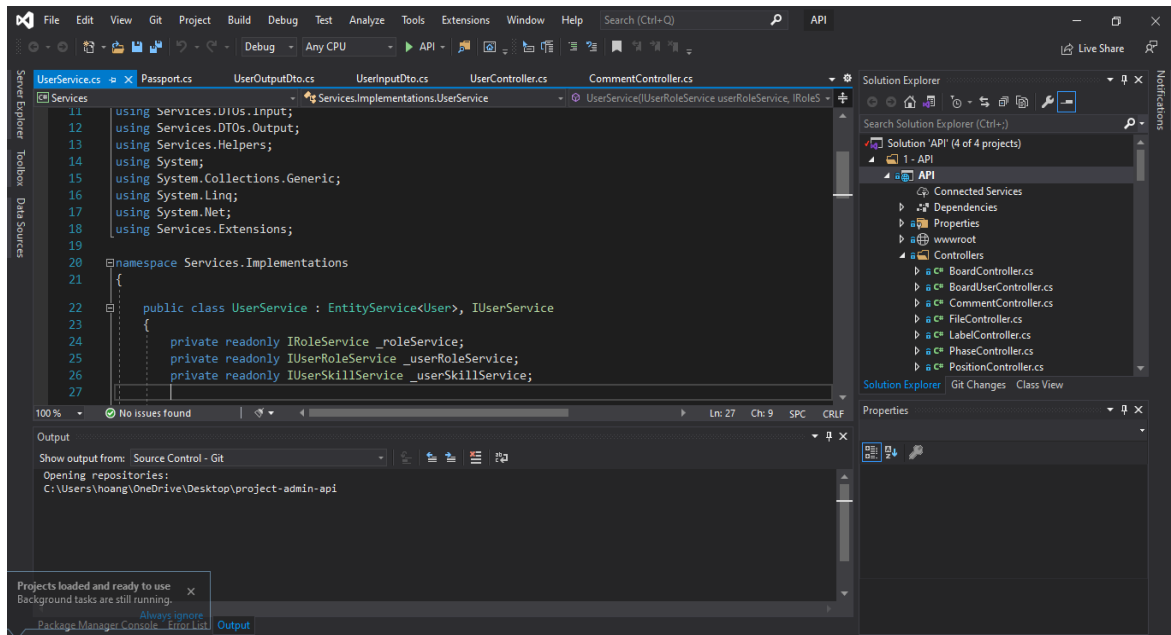 File Edit View Git Project Build Debug Test Analyze Tools Extensions Window Help Search (Ctrl+Q) API
Debug Any CPU API Live Share
Server Explorer
Toolbox
Data Sources
UserService.cs Passport.cs UserOutputDto.cs UserInputDto.cs UserController.cs CommentController.cs
Services Services.Implementations.UserService UserService(IUserRoleService userRoleService, IRoleS
11 using Services.DTOs.Input;
12 using Services.DTOs.Output;
13 using Services.Helpers;
14 using System;
15 using System.Collections.Generic;
16 using System.Linq;
17 using System.Net;
18 using Services.Extensions;
19
20 namespace Services.Implementations
21 {
22 public class UserService : EntityService<User>, IUserService
23 {
24 private readonly IRoleService _roleService;
25 private readonly IUserRoleService _userRoleService;
26 private readonly IUserSkillService _userSkillService;
27
100 % No issues found Ln: 27 Ch: 9 SPC CRLF
Output
Show output from: Source Control - Git
Opening repositories:
C:\Users\hoang\OneDrive\Desktop\project-admin-api
Projects loaded and ready to use
Background tasks are still running.
Always ignore
Package Manager Console Error List Output
Solution Explorer
Search Solution Explorer (Ctrl+;)
Solution 'API' (4 of 4 projects)
1 - API
API
Connected Services
Dependencies
Properties
wwwroot
Controllers
C# BoardController.cs
C# BoardUserController.cs
C# CommentController.cs
C# FileController.cs
C# LabelController.cs
C# PhaseController.cs
C# PositionController.cs
Solution Explorer Git Changes Class View
Properties
Notifications